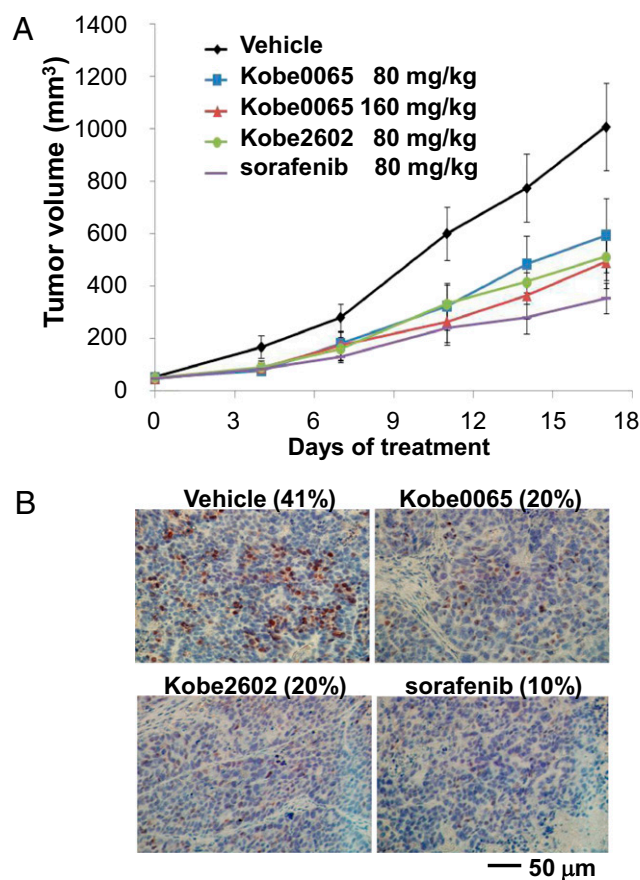 A
Tumor volume (mm³)
1400
1200
1000
800
600
400
200
0
Vehicle
Kobe0065 80 mg/kg
Kobe0065 160 mg/kg
Kobe2602 80 mg/kg
sorafenib 80 mg/kg
0 3 6 9 12 14 18
Days of treatment
B
Vehicle (41%) Kobe0065 (20%)
Kobe2602 (20%) sorafenib (10%)
50 µm